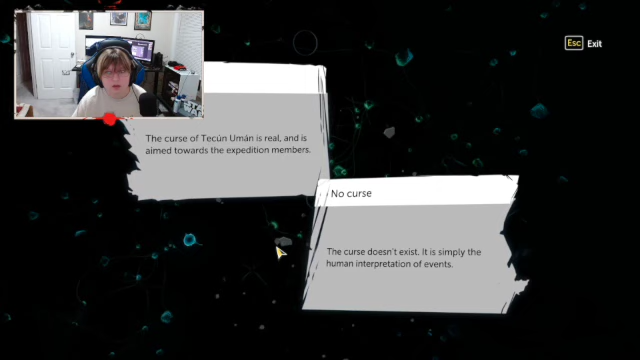 Esc Exit
The curse of Tecún Umán is real, and is
aimed towards the expedition members.
No curse
The curse doesn't exist. It is simply the
human interpretation of events.